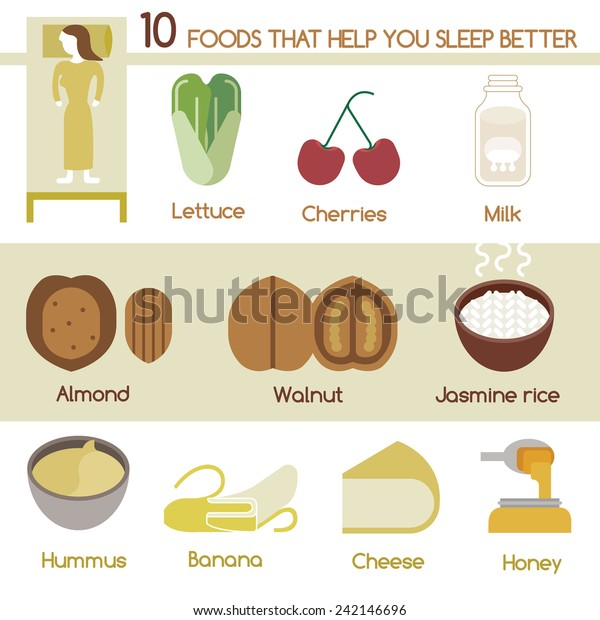 10 FOODS THAT HELP YOU SLEEP BETTER
Lettuce
Cherries
Milk
Almond
Walnut
Jasmine rice
Hummus
Banana
Cheese
Honey
shutterstock
www.shutterstock.com · 242146696